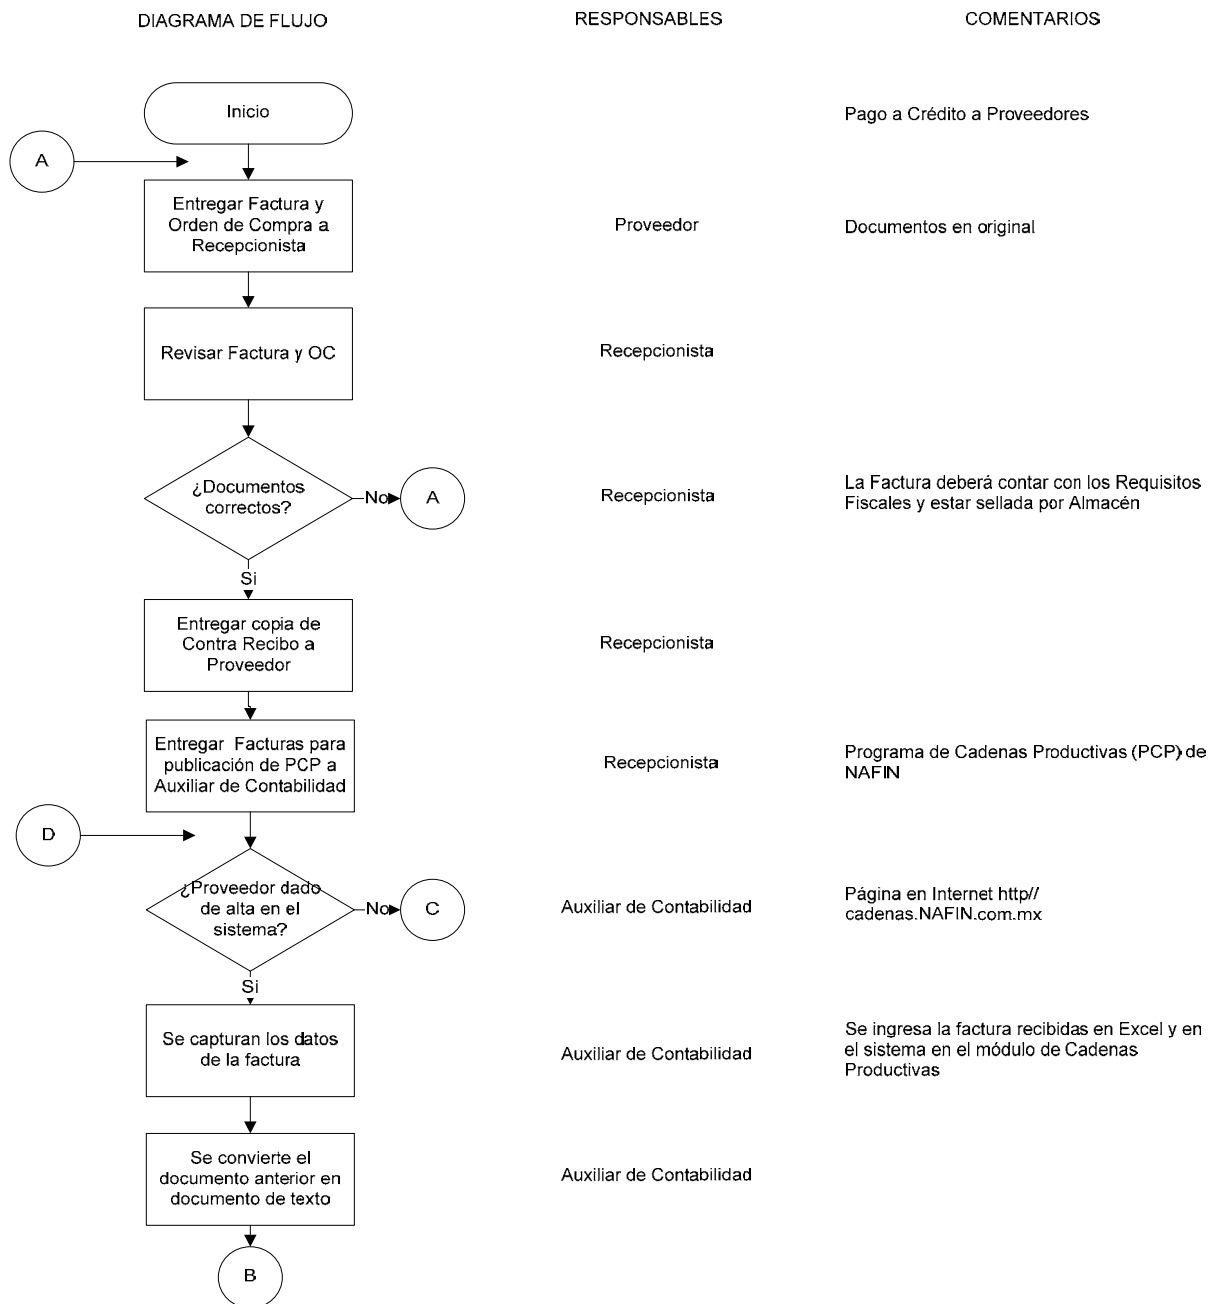 DIAGRAMA DE FLUJO
RESPONSABLES
COMENTARIOS
Inicio
Pago a Crédito a Proveedores
A
Entregar Factura y
Orden de Compra a
Recepcionista
Proveedor
Documentos en original
Revisar Factura y OC
Recepcionista
¿Documentos
correctos?
No
A
Recepcionista
La Factura deberá contar con los Requisitos
Fiscales y estar sellada por Almacén
Si
Entregar copia de
Contra Recibo a
Proveedor
Recepcionista
Entregar Facturas para
publicación de PCP a
Auxiliar de Contabilidad
Recepcionista
Programa de Cadenas Productivas (PCP) de
NAFIN
D
¿Proveedor dado
de alta en el
sistema?
No
C
Auxiliar de Contabilidad
Página en Internet http//
cadenas.NAFIN.com.mx
Si
Se capturan los datos
de la factura
Auxiliar de Contabilidad
Se ingresa la factura recibidas en Excel y en
el sistema en el módulo de Cadenas
Productivas
Se convierte el
documento anterior en
documento de texto
Auxiliar de Contabilidad
B